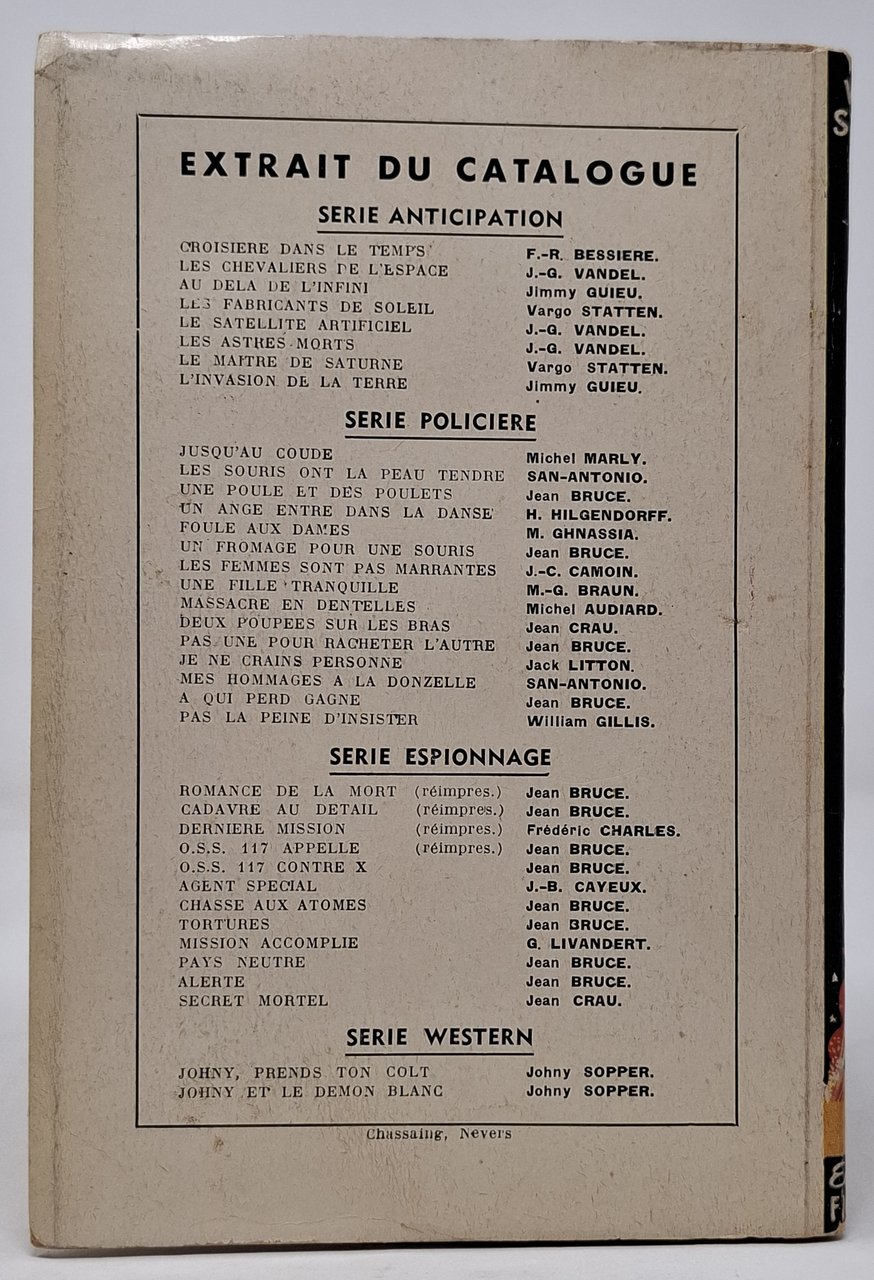 EXTRAIT DU CATALOGUE
SERIE ANTICIPATION
CROISIERE DANS LE TEMPS F.-R. BESSIERE.
LES CHEVALIERS DE L'ESPACE J.-G. VANDEL.
AU DELA DE L'INFINI Jimmy GUIEU.
LES FABRICANTS DE SOLEIL Vargo STATTEN.
LE SATELLITE ARTIFICIEL J.-G. VANDEL.
LES ASTRES MORTS J.-G. VANDEL.
LE MAITRE DE SATURNE Vargo STATTEN.
L'INVASION DE LA TERRE Jimmy GUIEU.
SERIE POLICIERE
JUSQU'AU COUDE Michel MARLY.
LES SOURIS ONT LA PEAU TENDRE SAN-ANTONIO.
UNE POULE ET DES POULETS Jean BRUCE.
UN ANGE ENTRE DANS LA DANSE H. HILGENDORFF.
FOULE AUX DAMES M. GHNASSIA.
UN FROMAGE POUR UNE SOURIS Jean BRUCE.
LES FEMMES SONT PAS MARRANTES J.-C. CAMOIN.
UNE FILLE TRANQUILLE M.-G. BRAUN.
MASSACRE EN DENTELLES Michel AUDIARD.
DEUX POUPEES SUR LES BRAS Jean CRAU.
PAS UNE POUR RACHETER L'AUTRE Jean BRUCE.
JE NE CRAINS PERSONNE Jack LITTON.
MES HOMMAGES A LA DONZELLE SAN-ANTONIO.
A QUI PERD GAGNE Jean BRUCE.
PAS LA PEINE D'INSISTER William GILLIS.
SERIE ESPIONNAGE
ROMANCE DE LA MORT (réimpres.) Jean BRUCE.
CADAVRE AU DETAIL (réimpres.) Jean BRUCE.
DERNIERE MISSION (réimpres.) Frédéric CHARLES.
O.S.S. 117 APPELLE (réimpres.) Jean BRUCE.
O.S.S. 117 CONTRE X Jean BRUCE.
AGENT SPECIAL J.-B. CAYEUX.
CHASSE AUX ATOMES Jean BRUCE.
TORTURES Jean BRUCE.
MISSION ACCOMPLIE G. LIVANDERT.
PAYS NEUTRE Jean BRUCE.
ALERTE Jean BRUCE.
SECRET MORTEL Jean CRAU.
SERIE WESTERN
JOHNY, PRENDS TON COLT Johny SOPPER.
JOHNY ET LE DEMON BLANC Johny SOPPER.
Chassaing, Nevers